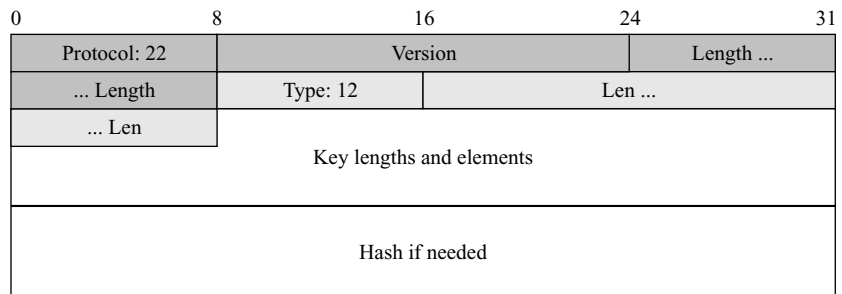 0 8 16 24 31
Protocol: 22 Version Length ...
... Length Type: 12 Len ...
... Len
Key lengths and elements
Hash if needed